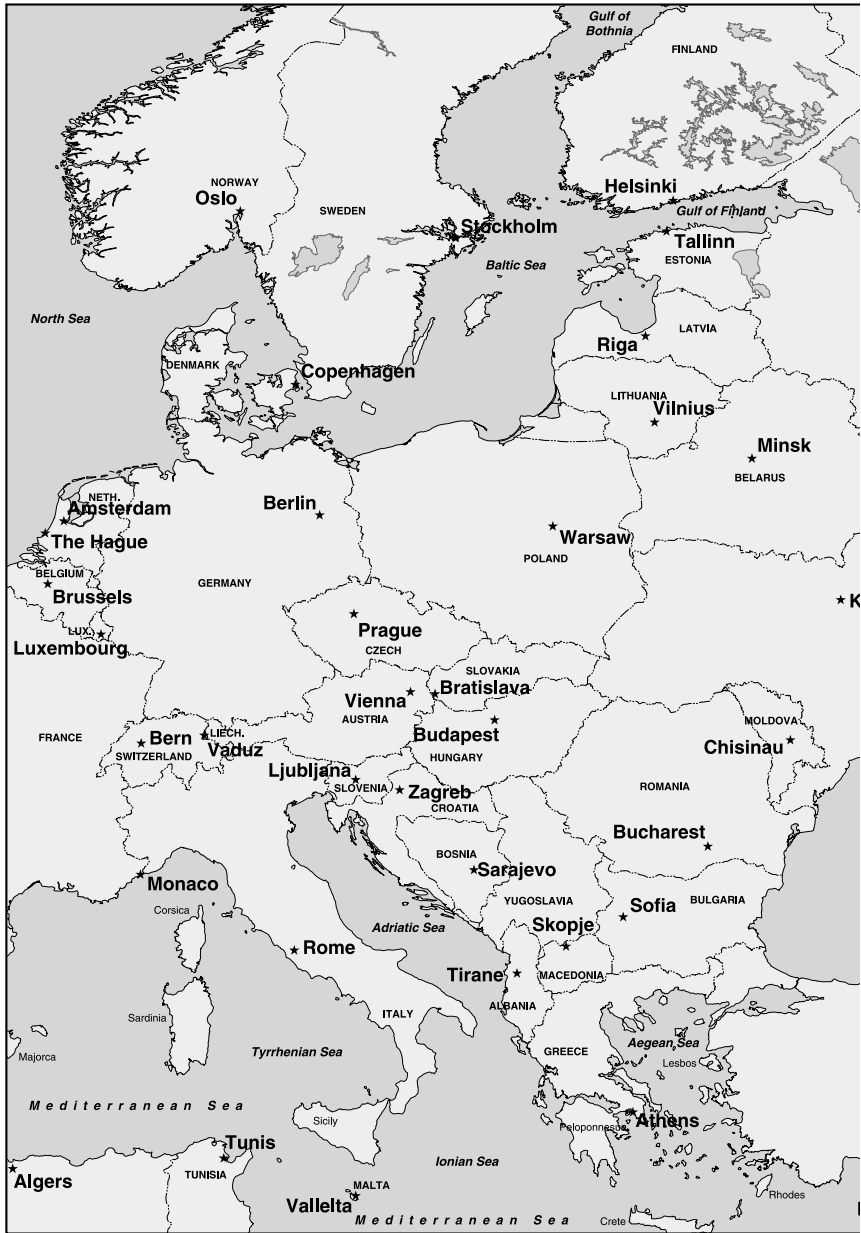 Gulf of
Bothnia
FINLAND
NORWAY
Oslo
Helsinki
SWEDEN
Gulf of Finland
Stockholm
Tallinn
ESTONIA
Baltic Sea
North Sea
LATVIA
Riga
DENMARK
Copenhagen
LITHUANIA
Vilnius
Minsk
BELARUS
NETH.
Amsterdam
Berlin
The Hague
Warsaw
POLAND
BELGIUM
GERMANY
Brussels
K
LUX.
Luxembourg
Prague
CZECH
SLOVAKIA
Bratislava
Vienna
AUSTRIA
MOLDOVA
FRANCE
Bern
SWITZERLAND
LIECH.
Vaduz
Budapest
HUNGARY
Chisinau
Ljubljana
SLOVENIA
Zagreb
CROATIA
ROMANIA
Bucharest
BOSNIA
Sarajevo
Monaco
YUGOSLAVIA
BULGARIA
Sofia
Corsica
Adriatic Sea
Skopje
Rome
Tirane
MACEDONIA
ALBANIA
Sardinia
ITALY
Majorca
Tyrrhenian Sea
GREECE
Aegean Sea
Lesbos
Mediterranean Sea
Sicily
Peloponnesus
Athens
Tunis
TUNISIA
Algers
Ionian Sea
MALTA
Vallelta
Rhodes
Mediterranean Sea
Crete